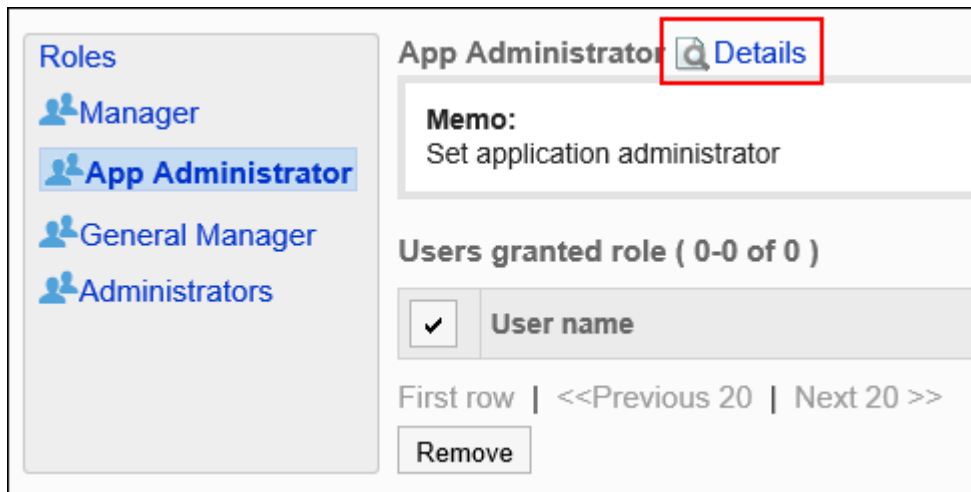 Roles
Manager
App Administrator
General Manager
Administrators
App Administrator Details
Memo:
Set application administrator
Users granted role ( 0-0 of 0 )
User name
First row | <<Previous 20 | Next 20 >>
Remove